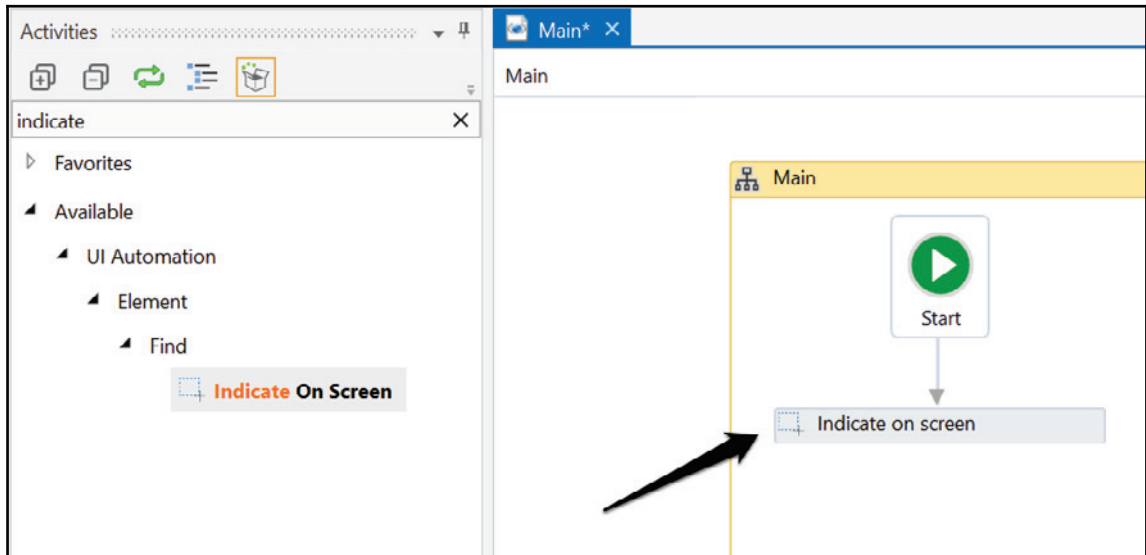 Activities
indicate
Favorites
Available
UI Automation
Element
Find
Indicate On Screen
Main*
Main
Main
Start
Indicate on screen